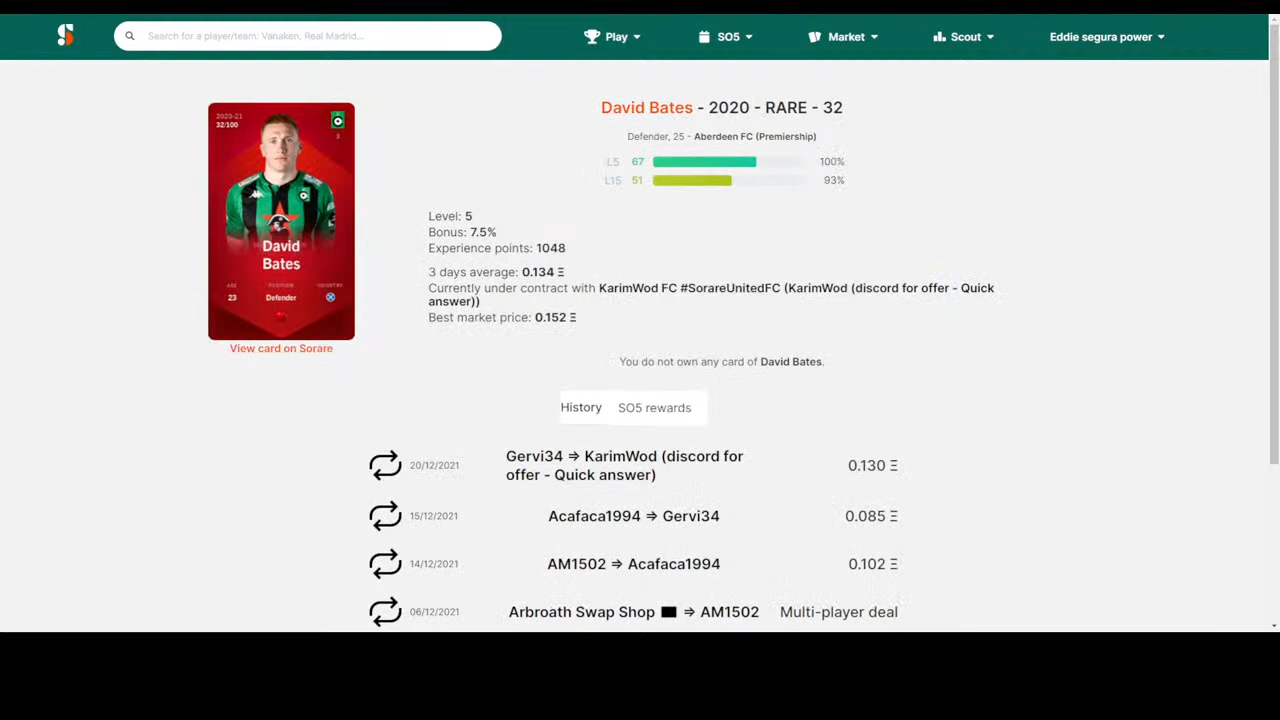 Search for a player/team: Vanaken, Real Madrid...
Play
SO5
Market
Scout
Eddie segura power
2020-21
32/100
3
David
Bates
AGE
POSITION
COUNTRY
23
Defender
View card on Sorare
David Bates - 2020 - RARE - 32
Defender, 25 - Aberdeen FC (Premiership)
L5 67 100%
L15 51 93%
Level: 5
Bonus: 7.5%
Experience points: 1048
3 days average: 0.134 Ξ
Currently under contract with KarimWod FC #SorareUnitedFC (KarimWod (discord for offer - Quick
answer))
Best market price: 0.152 Ξ
You do not own any card of David Bates.
History SO5 rewards
20/12/2021 Gervi34 ⇒ KarimWod (discord for
offer - Quick answer) 0.130 Ξ
15/12/2021 Acafaca1994 ⇒ Gervi34 0.085 Ξ
14/12/2021 AM1502 ⇒ Acafaca1994 0.102 Ξ
06/12/2021 Arbroath Swap Shop ⇒ AM1502 Multi-player deal